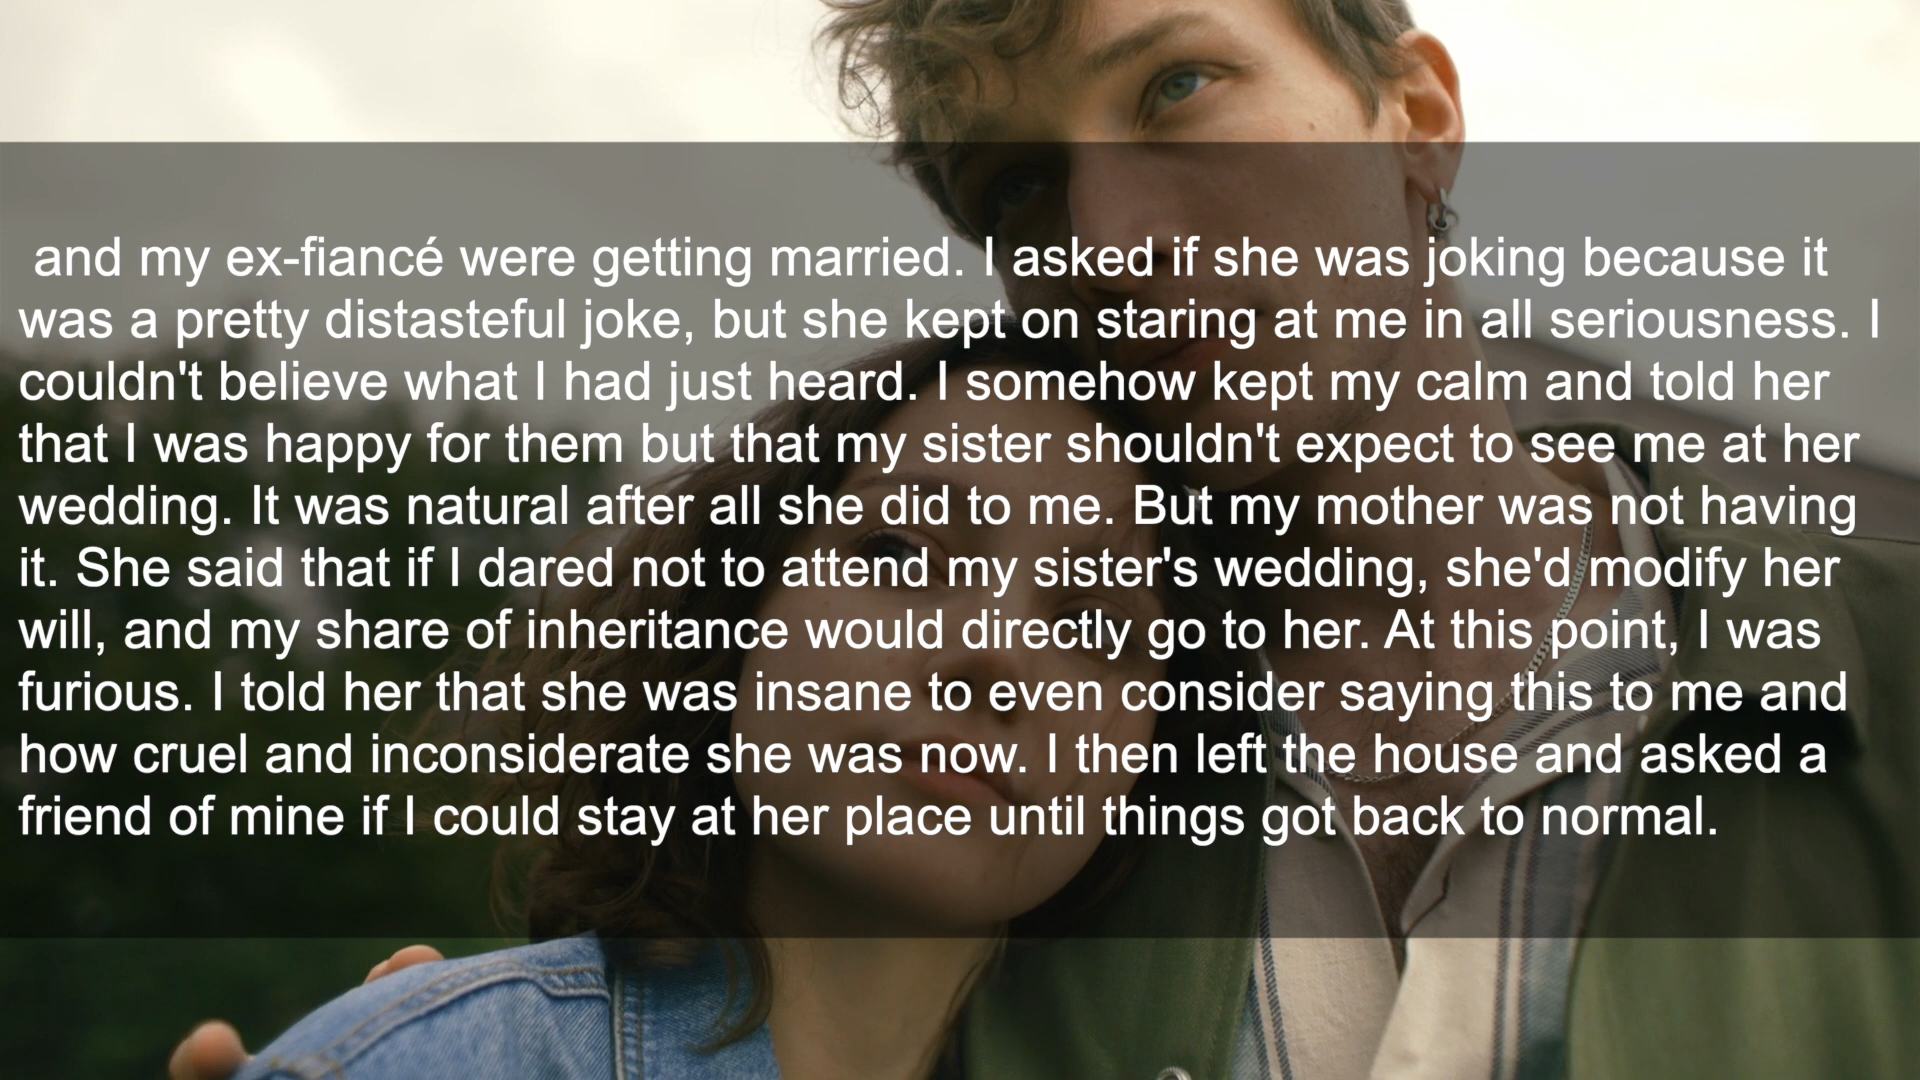 and my ex-fiancé were getting married. I asked if she was joking because it
was a pretty distasteful joke, but she kept on staring at me in all seriousness. I
couldn't believe what I had just heard. I somehow kept my calm and told her
that I was happy for them but that my sister shouldn't expect to see me at her
wedding. It was natural after all she did to me. But my mother was not having
it. She said that if I dared not to attend my sister's wedding, she'd modify her
will, and my share of inheritance would directly go to her. At this point, I was
furious. I told her that she was insane to even consider saying this to me and
how cruel and inconsiderate she was now. I then left the house and asked a
friend of mine if I could stay at her place until things got back to normal.